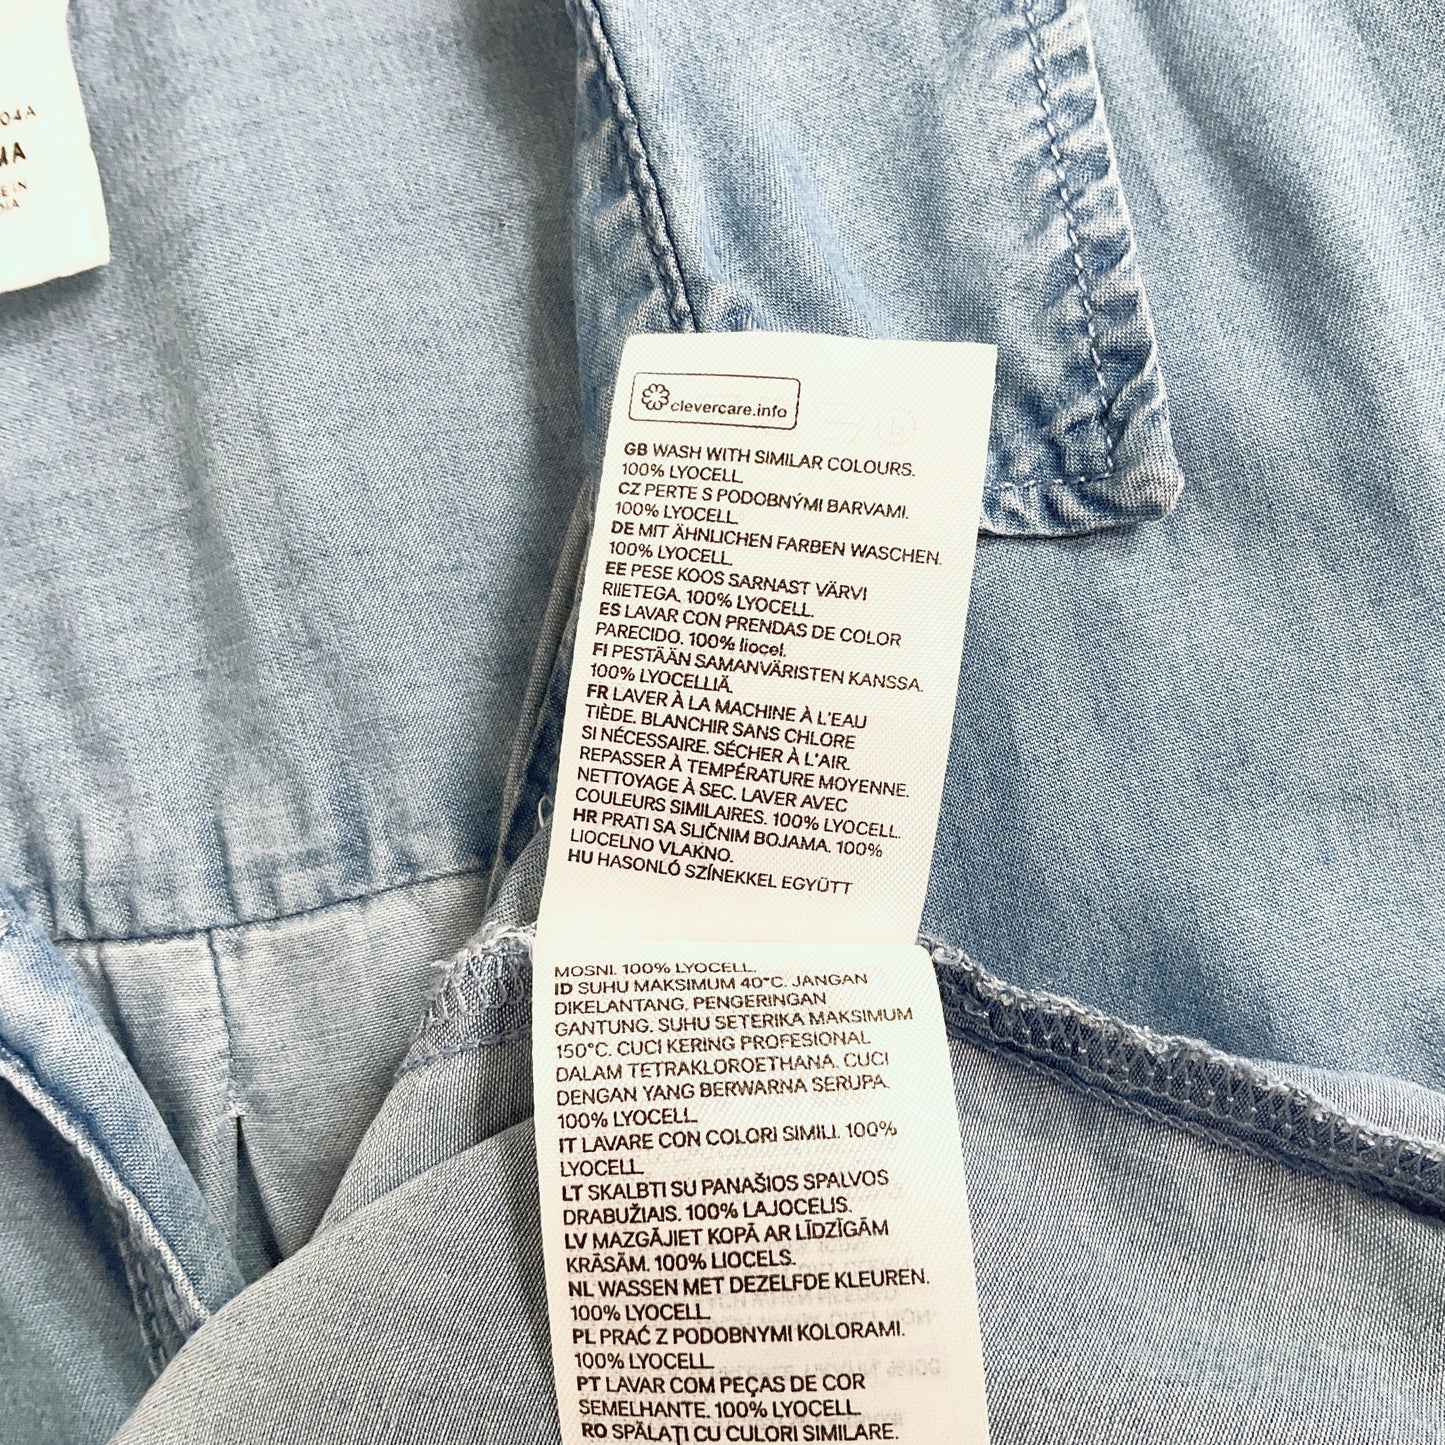 04A
clevercare.info
GB WASH WITH SIMILAR COLOURS.
100% LYOCELL
CZ PERTE S PODOBNÝMI BARVAMI.
100% LYOCELL
DE MIT ÄHNLICHEN FARBEN WASCHEN.
100% LYOCELL
EE PESE KOOS SARNAST VÄRVI
RIIETEGA. 100% LYOCELL.
ES LAVAR CON PRENDAS DE COLOR
PARECIDO. 100% liocel.
FI PESTÄÄN SAMANVÄRISTEN KANSSA.
100% LYOCELLIÄ
FR LAVER À LA MACHINE À L'EAU
TIÈDE. BLANCHIR SANS CHLORE
SI NÉCESSAIRE. SÉCHER À L'AIR.
REPASSER À TEMPÉRATURE MOYENNE.
NETTOYAGE À SEC. LAVER AVEC
COULEURS SIMILAIRES. 100% LYOCELL.
HR PRATI SA SLIČNIM BOJAMA. 100%
LIOCELNO VLAKNO.
HU HASONLÓ SZÍNEKKEL EGYÜTT
MOSNI. 100% LYOCELL.
ID SUHU MAKSIMUM 40°C. JANGAN
DIKELANTANG. PENGERINGAN
GANTUNG. SUHU SETERIKA MAKSIMUM
150°C. CUCI KERING PROFESIONAL
DALAM TETRAKLOROETHANA. CUCI
DENGAN YANG BERWARNA SERUPA.
100% LYOCELL
IT LAVARE CON COLORI SIMILI. 100%
LYOCELL
LT SKALBTI SU PANAŠIOS SPALVOS
DRABUŽIAIS. 100% LAJOCELIS.
LV MAZGĀJIET KOPĀ AR LĪDZĪGĀM
KRĀSĀM. 100% LIOCELS.
NL WASSEN MET DEZELFDE KLEUREN.
100% LYOCELL
PL PRAĆ Z PODOBNYMI KOLORAMI.
100% LYOCELL
PT LAVAR COM PEÇAS DE COR
SEMELHANTE. 100% LYOCELL
RO SPĂLAȚI CU CULORI SIMILARE.